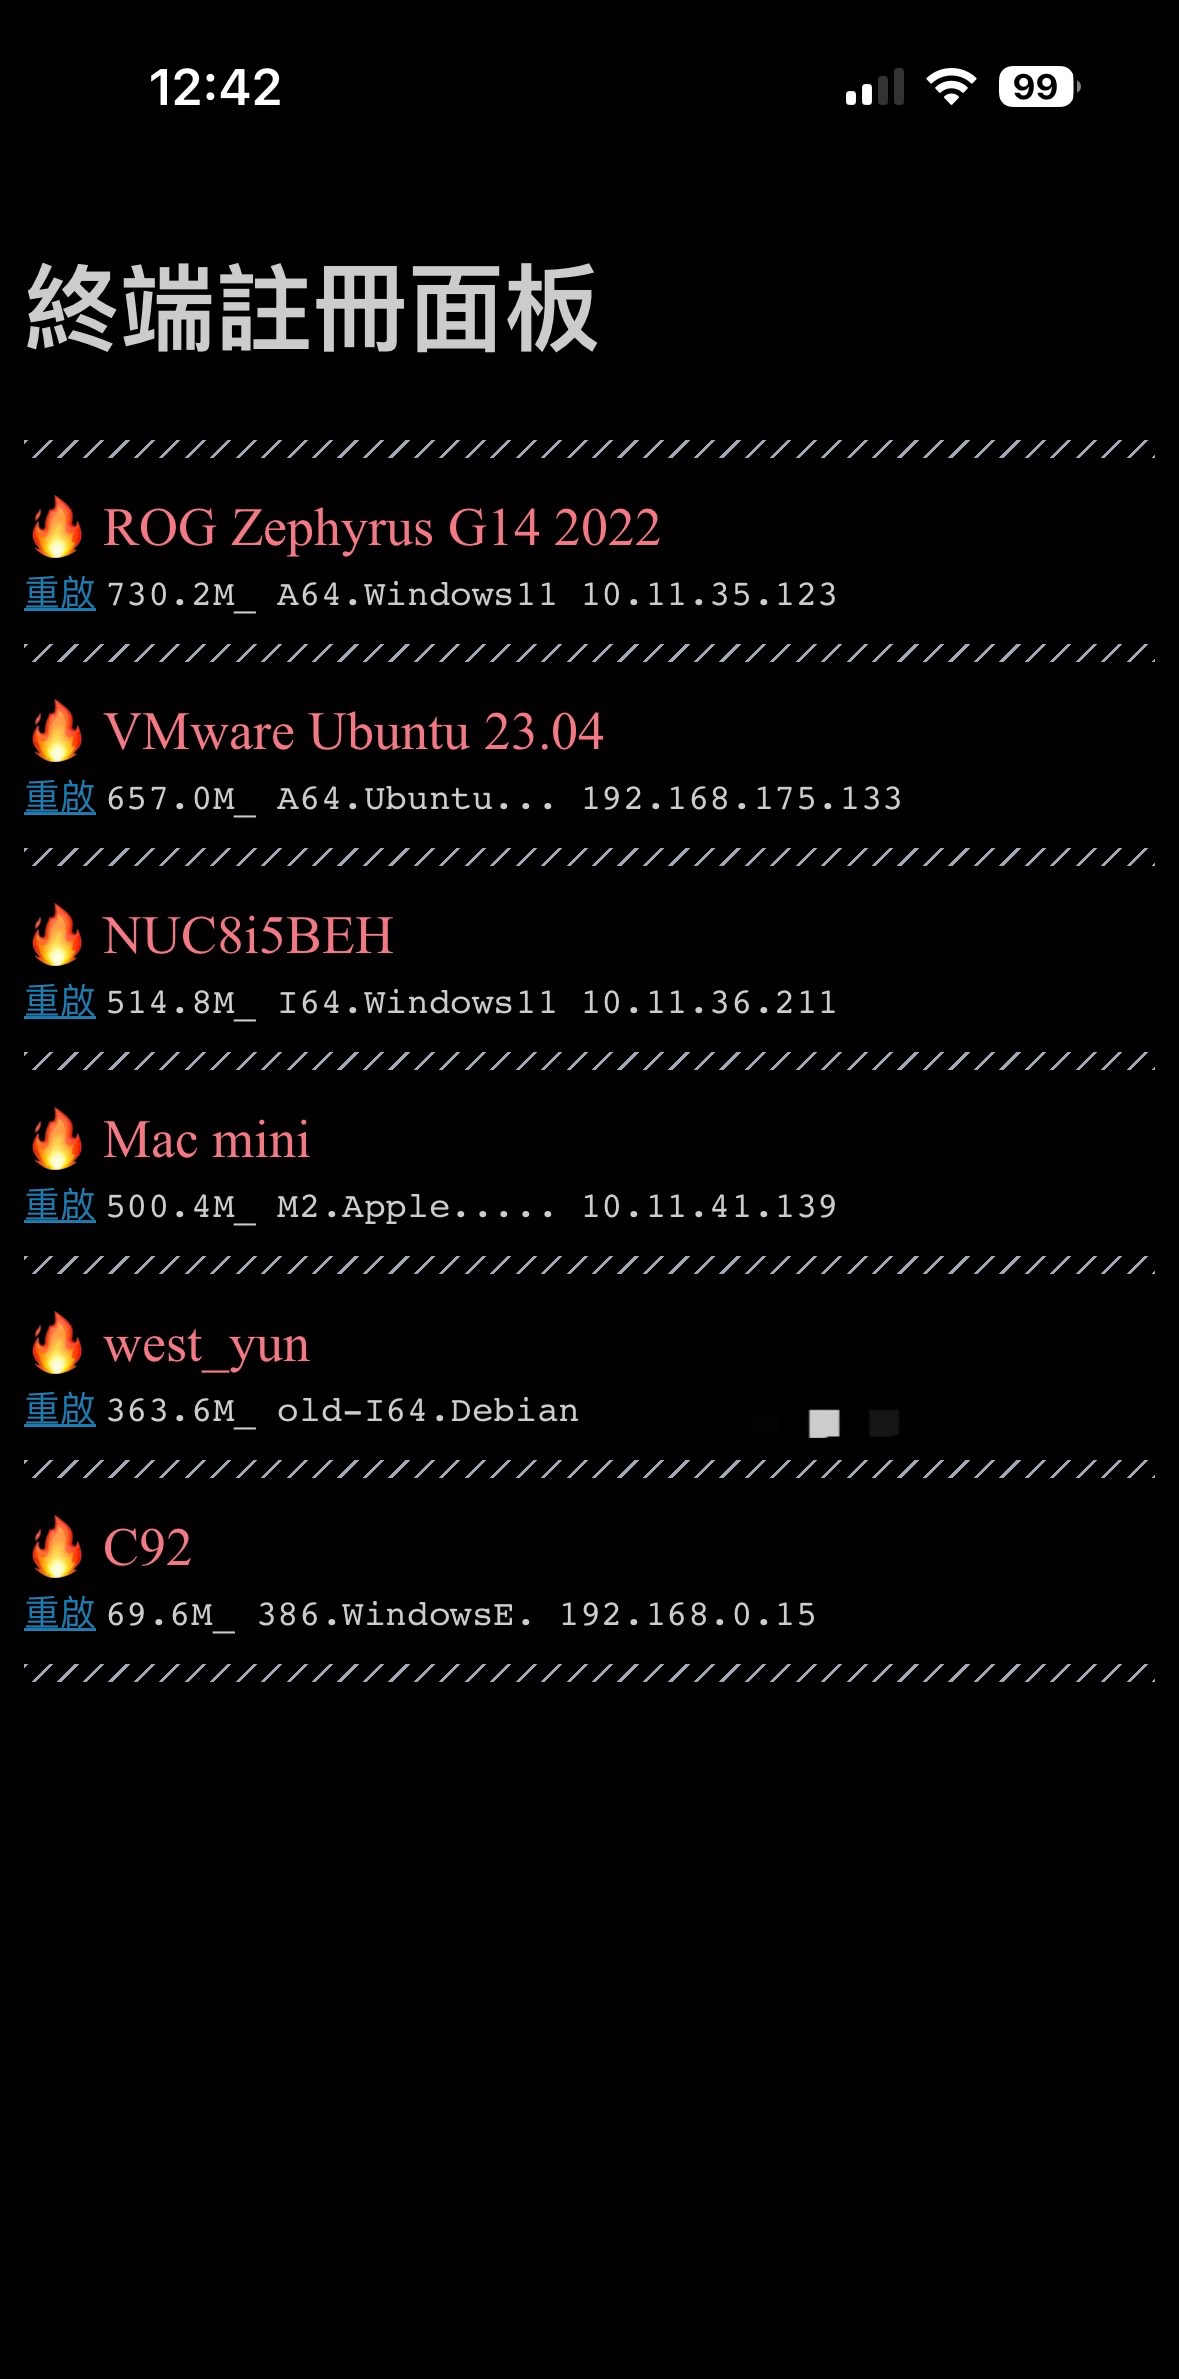 12:42
99
終端註冊面板
🔥 ROG Zephyrus G14 2022
重啟 730.2M_ A64.Windows11 10.11.35.123
🔥 VMware Ubuntu 23.04
重啟 657.0M_ A64.Ubuntu... 192.168.175.133
🔥 NUC8i5BEH
重啟 514.8M_ I64.Windows11 10.11.36.211
🔥 Mac mini
重啟 500.4M_ M2.Apple..... 10.11.41.139
🔥 west_yun
重啟 363.6M_ old-I64.Debian
🔥 C92
重啟 69.6M_ 386.WindowsE. 192.168.0.15